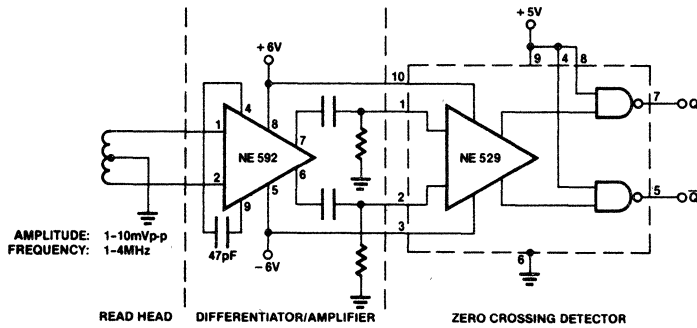 +5V
+6V
9 4 8
10
7
Q
1
4
1
8
7
NE 592
NE 529
6
2
5
2
9
3
5
Q̅
6
AMPLITUDE: 1-10mVp-p
FREQUENCY: 1-4MHz
47pF
-6V
READ HEAD DIFFERENTIATOR/AMPLIFIER ZERO CROSSING DETECTOR